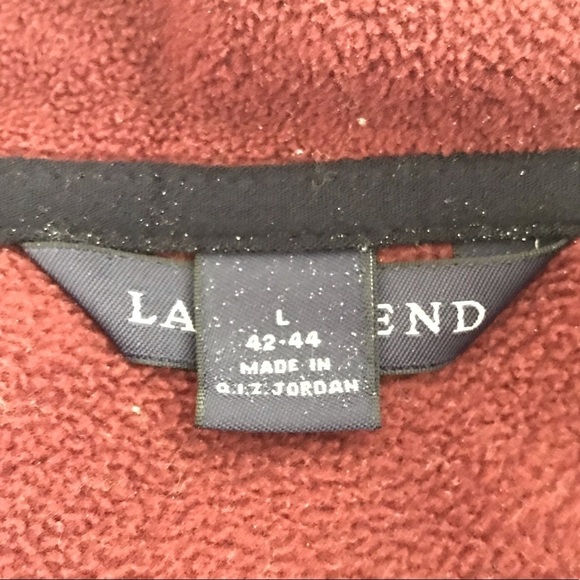 LA END
L
42-44
MADE IN
Q.I.Z. JORDAN